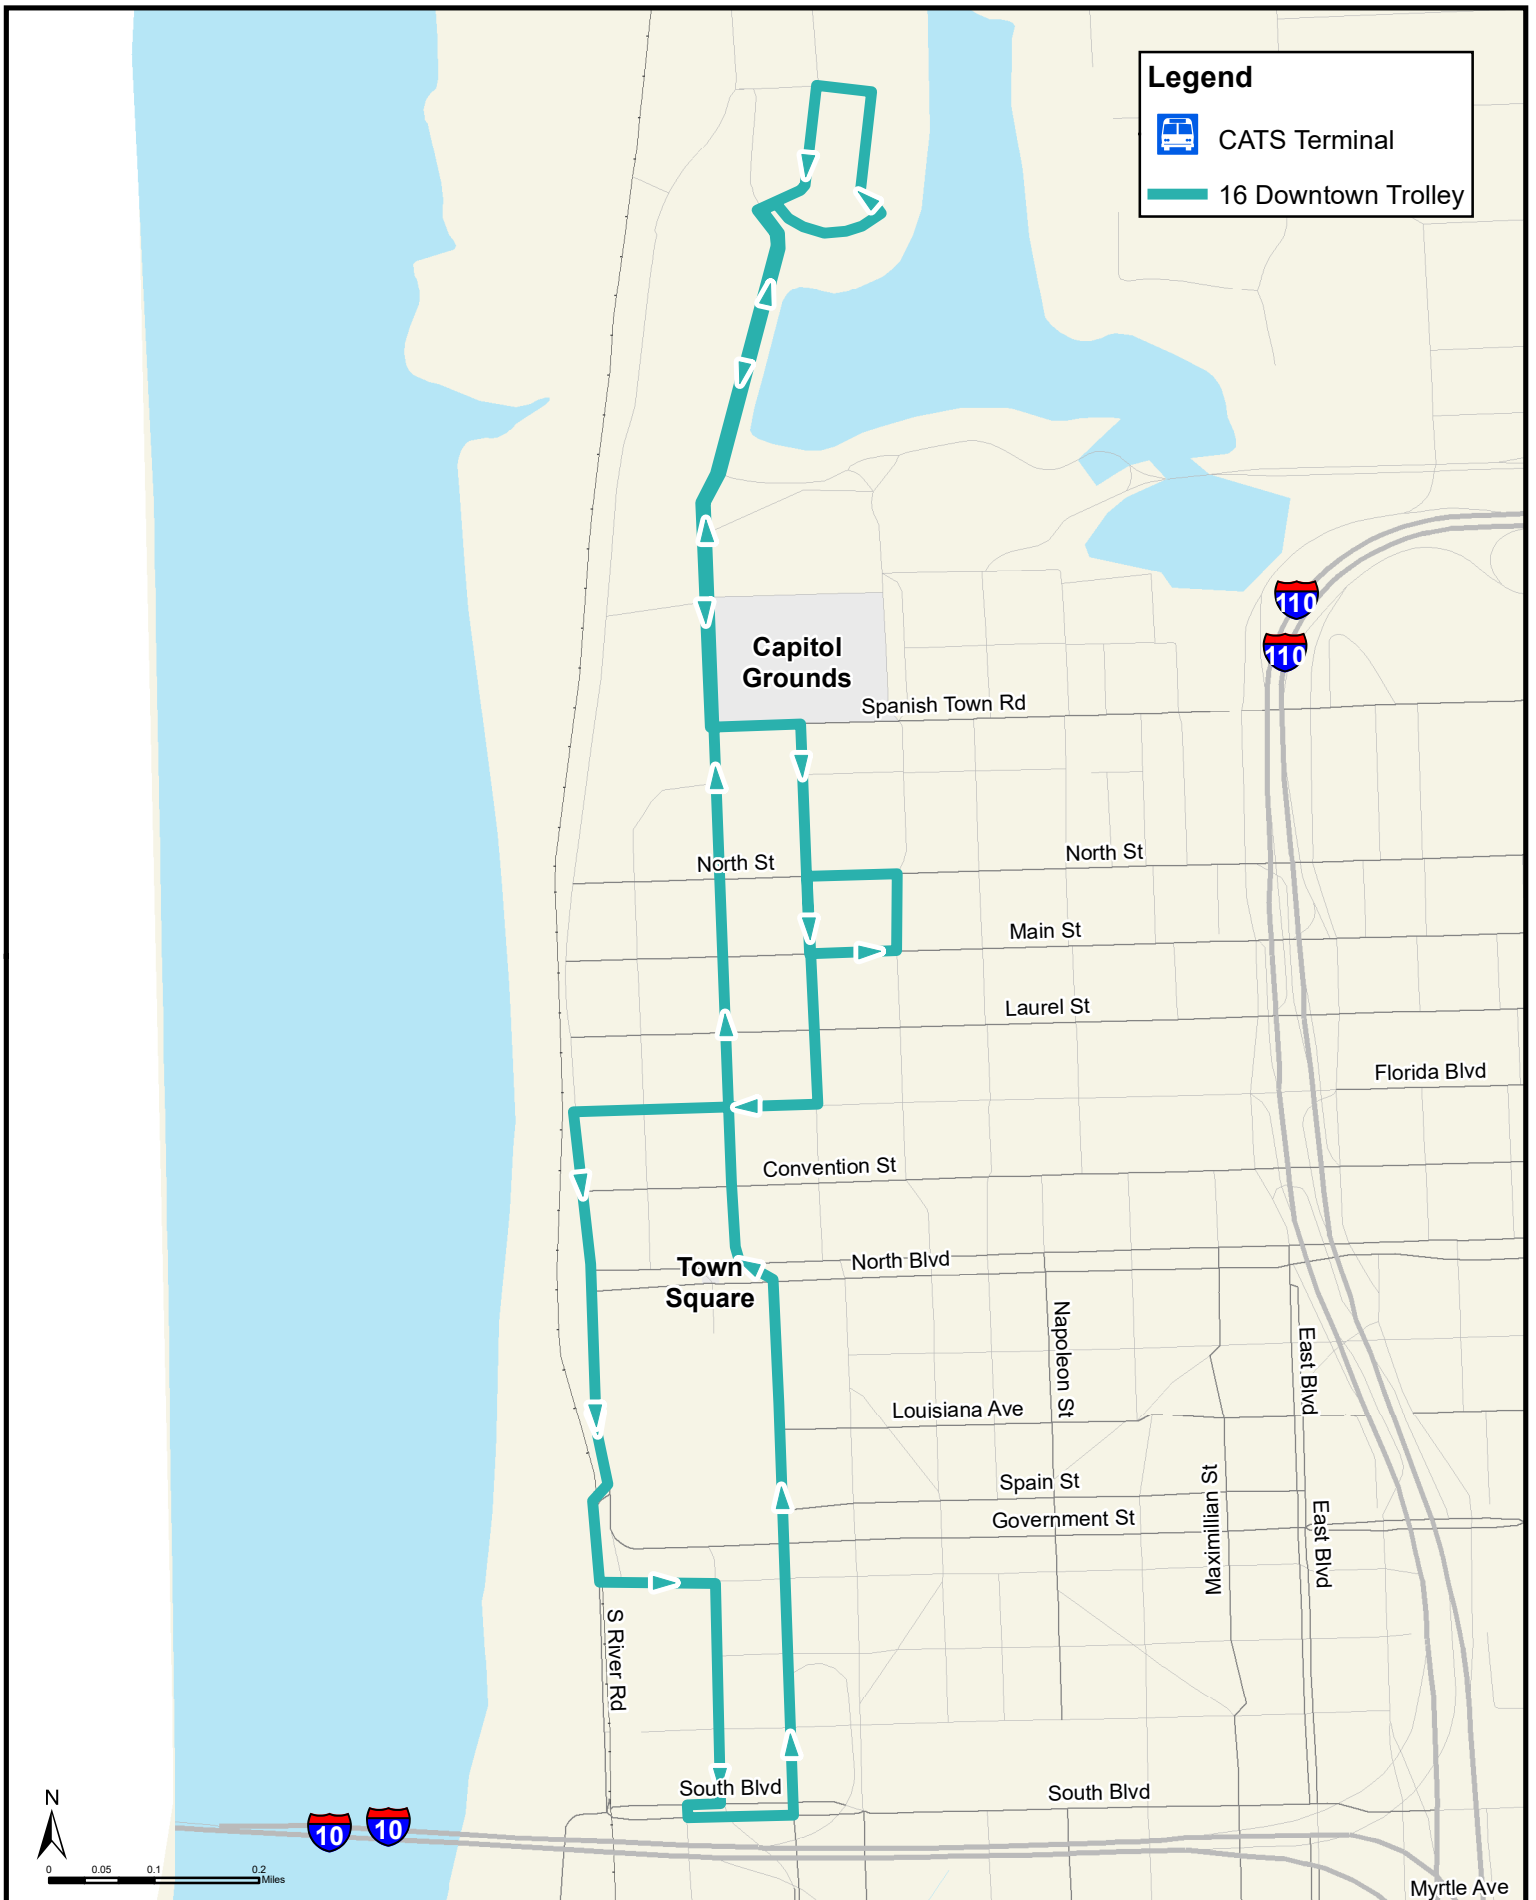 Legend
CATS Terminal
16 Downtown Trolley
110
110
Capitol
Grounds
Spanish Town Rd
North St
North St
Main St
Laurel St
Florida Blvd
Convention St
North Blvd
Town
Square
Napoleon St
East Blvd
Louisiana Ave
Maximillian St
Spain St
Government St
East Blvd
S River Rd
South Blvd
South Blvd
N
10
10
0 0.05 0.1 0.2
Miles
Myrtle Ave